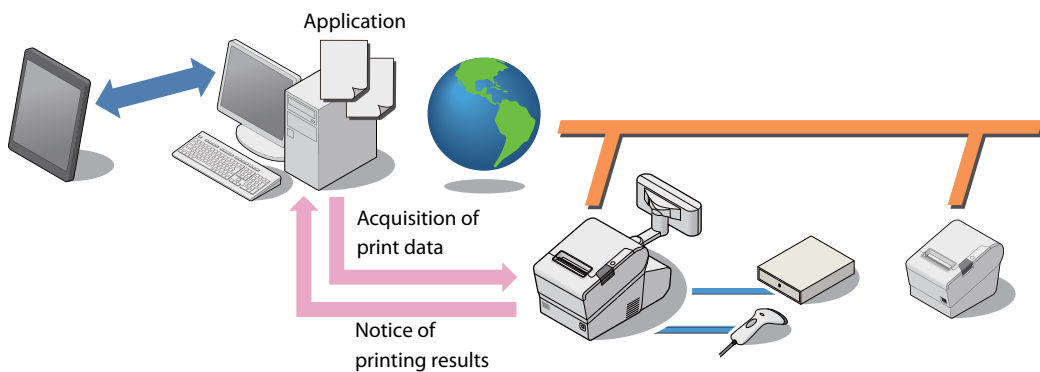 Application
Acquisition of
print data
Notice of
printing results